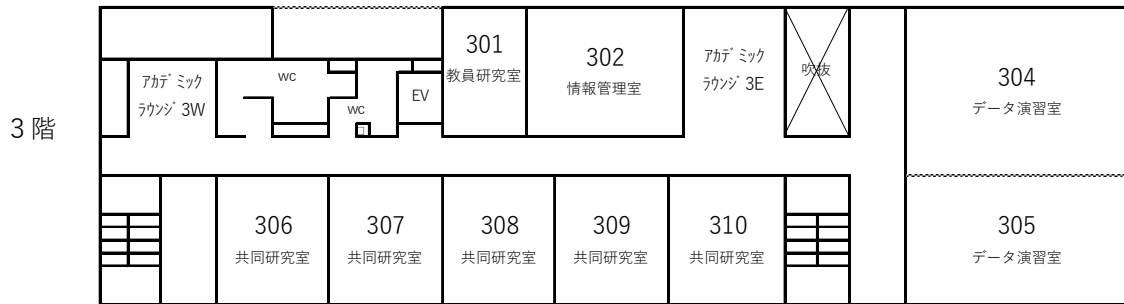 3 階
301
教員研究室
302
情報管理室
ｱｶﾃﾞﾐｯｸ
ﾗｳﾝｼﾞ3E
吹抜
304
データ演習室
ｱｶﾃﾞﾐｯｸ
ﾗｳﾝｼﾞ3W
wc
wc
EV
306
共同研究室
307
共同研究室
308
共同研究室
309
共同研究室
310
共同研究室
305
データ演習室